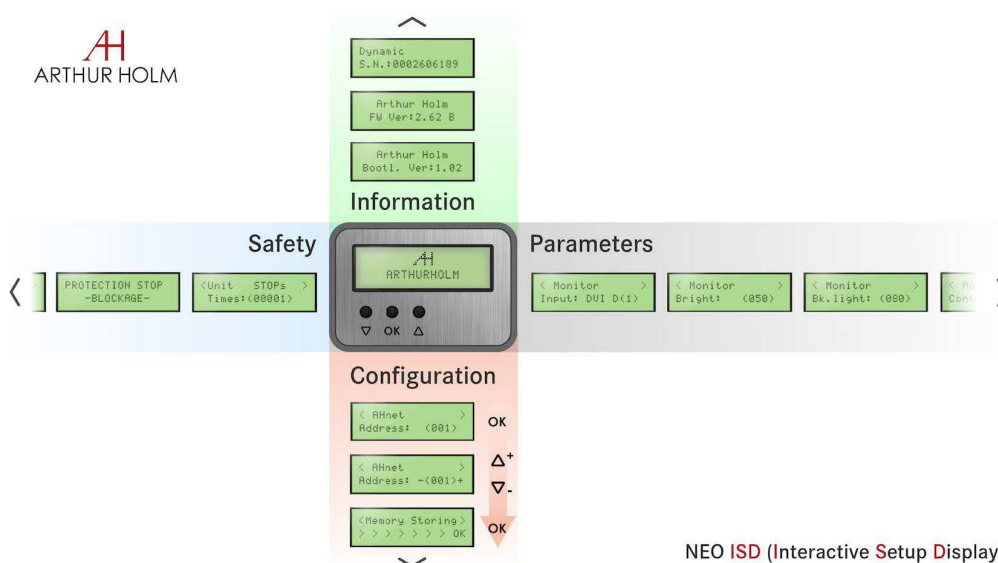 ARTHUR HOLM
Dynamic
S.N.:0002606189
Arthur Holm
FW Ver:2.62 B
Arthur Holm
Bootl. Ver:1.02
Information
Safety
Parameters
PROTECTION STOP
-BLOCKAGE-
<Unit STOPs >
Times:(00001)
ARTHURHOLM
OK
< Monitor >
Input: DVI D(1)
< Monitor >
Bright: (050)
< Monitor >
Bk.light: (080)
Cont
Configuration
< AHnet >
Address: (001)
OK
< AHnet >
Address: -(001)+
+
-
<Memory Storing>
> > > > > > > OK
OK
NEO ISD (Interactive Setup Display